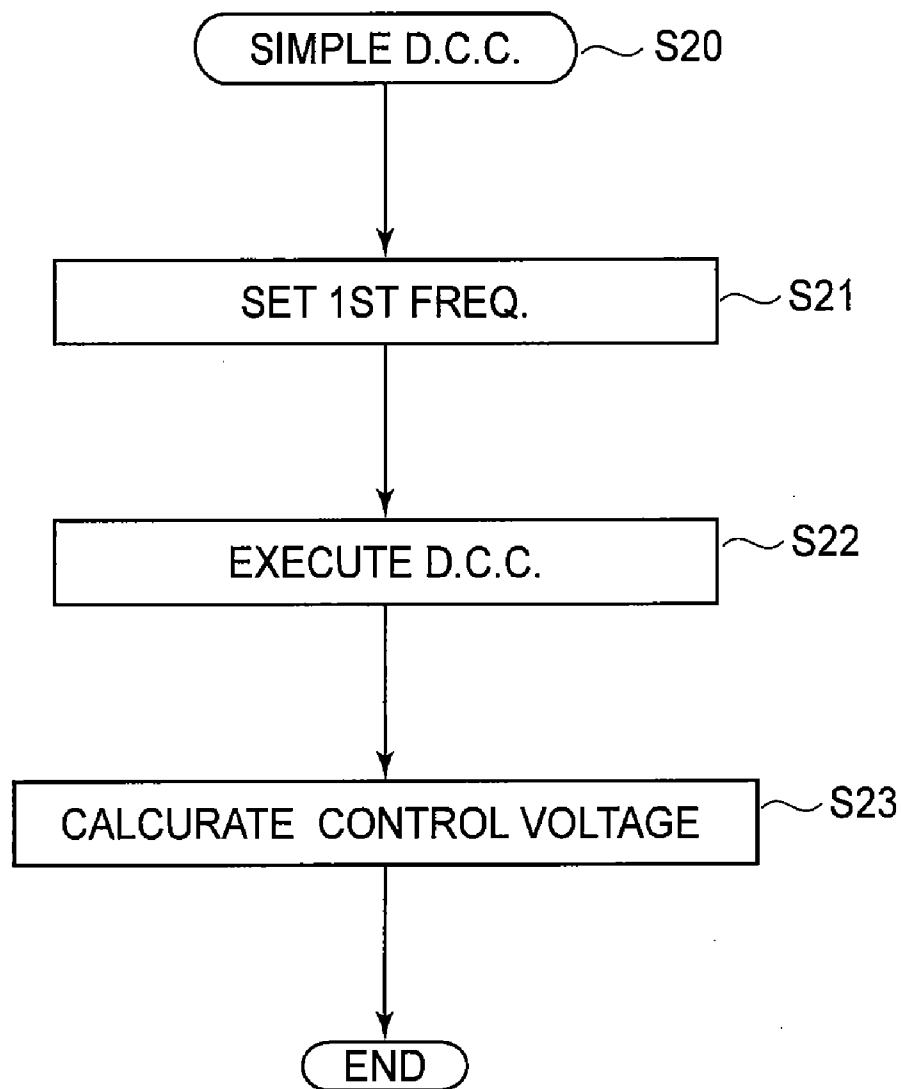 SIMPLE D.C.C. S20
SET 1ST FREQ. S21
EXECUTE D.C.C. S22
CALCURATE CONTROL VOLTAGE S23
END